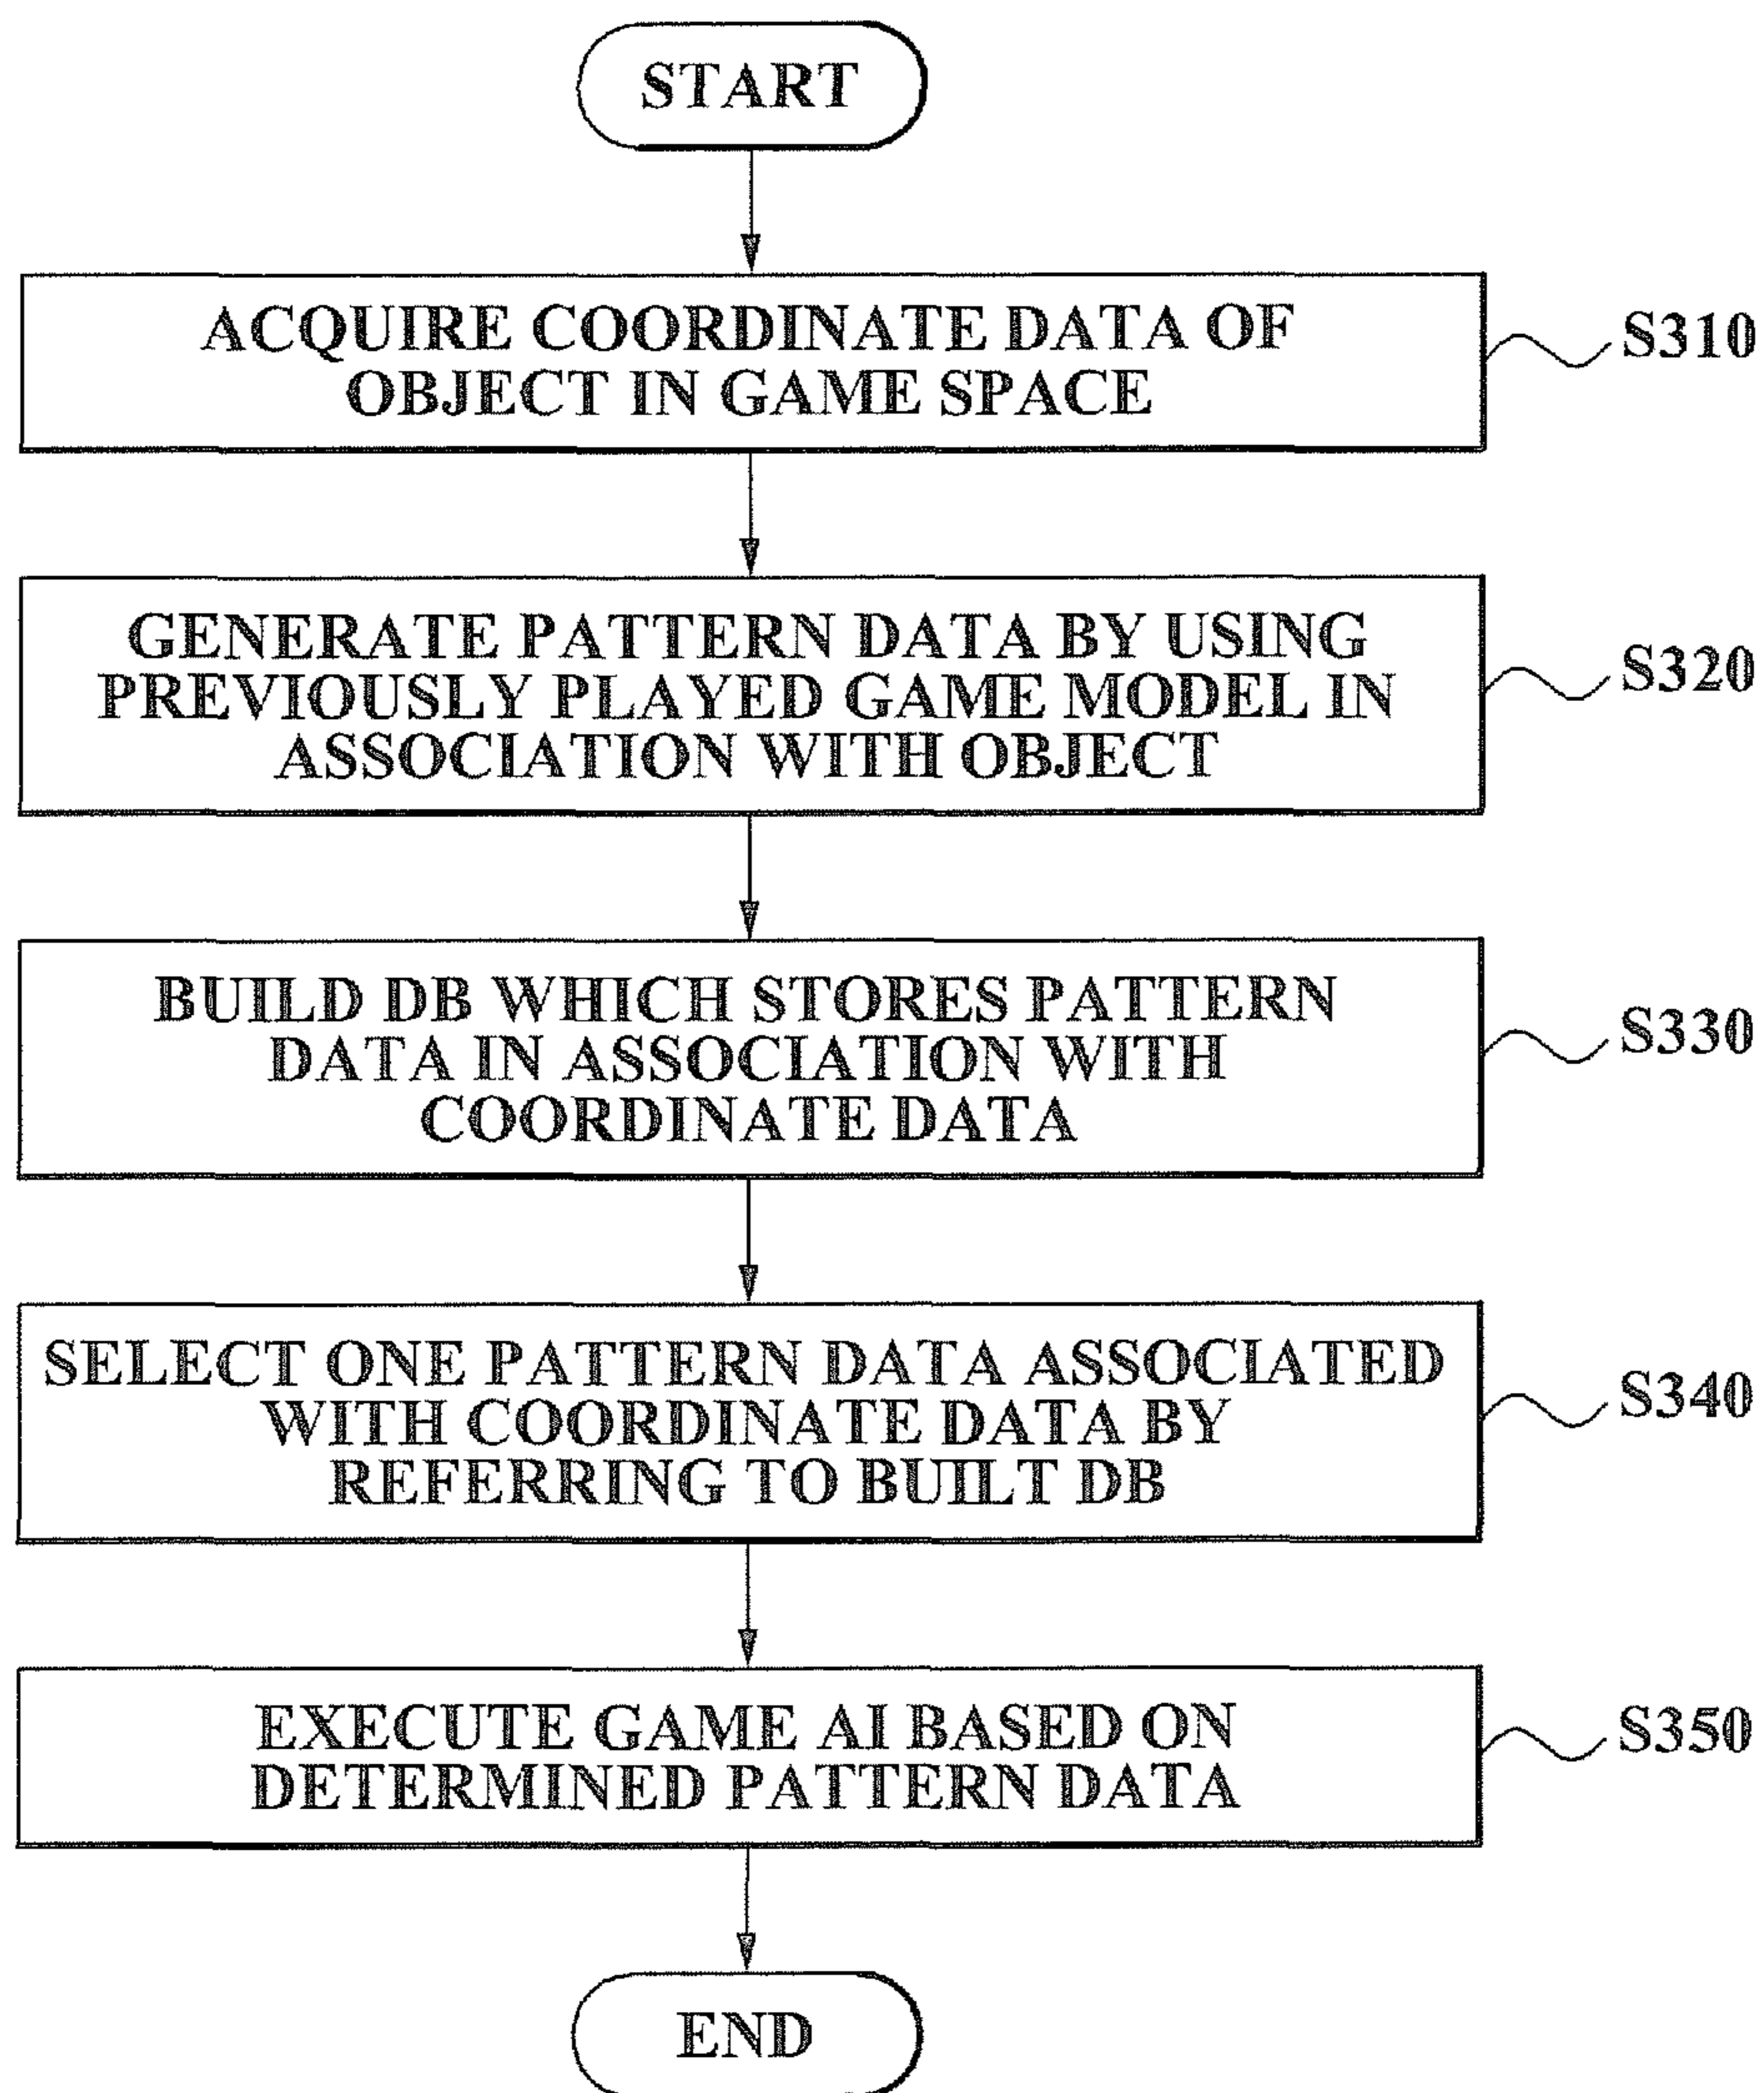 START
ACQUIRE COORDINATE DATA OF
OBJECT IN GAME SPACE
S310
GENERATE PATTERN DATA BY USING
PREVIOUSLY PLAYED GAME MODEL IN
ASSOCIATION WITH OBJECT
S320
BUILD DB WHICH STORES PATTERN
DATA IN ASSOCIATION WITH
COORDINATE DATA
S330
SELECT ONE PATTERN DATA ASSOCIATED
WITH COORDINATE DATA BY
REFERRING TO BUILT DB
S340
EXECUTE GAME AI BASED ON
DETERMINED PATTERN DATA
S350
END